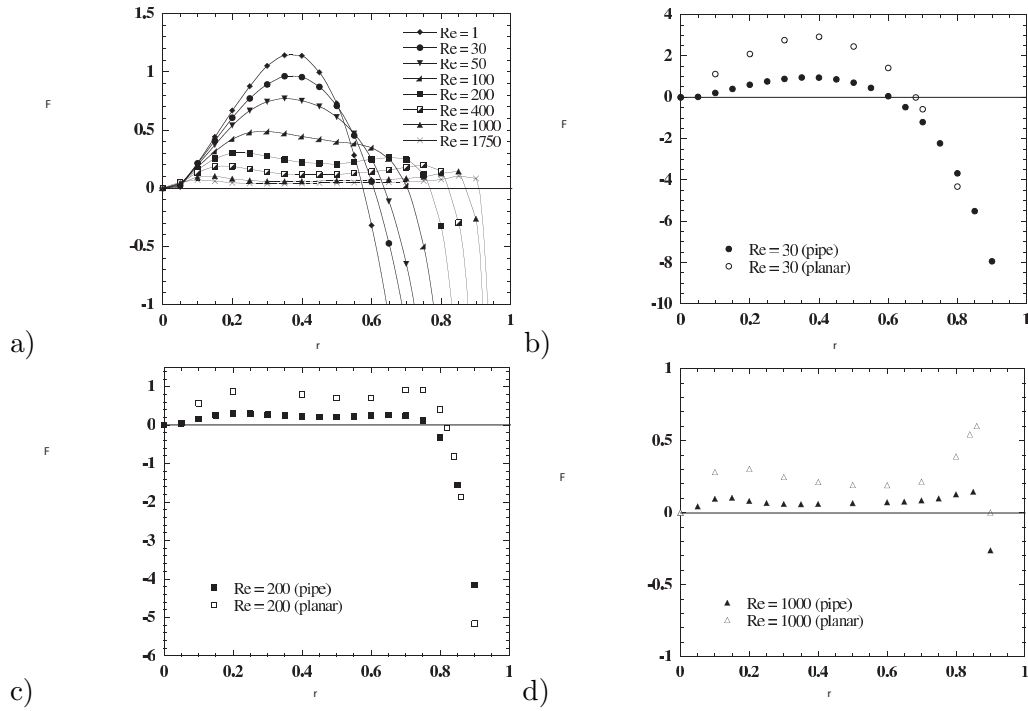 1.5
1
0.5
0
-0.5
-1
F
Re = 1
Re = 30
Re = 50
Re = 100
Re = 200
Re = 400
Re = 1000
Re = 1750
0 0.2 0.4 0.6 0.8 1
r
a)
4
2
0
-2
-4
-6
-8
-10
F
Re = 30 (pipe)
Re = 30 (planar)
0 0.2 0.4 0.6 0.8 1
r
b)
1
0
-1
-2
-3
-4
-5
-6
F
Re = 200 (pipe)
Re = 200 (planar)
0 0.2 0.4 0.6 0.8 1
r
c)
1
0.5
0
-0.5
-1
F
Re = 1000 (pipe)
Re = 1000 (planar)
0 0.2 0.4 0.6 0.8 1
r
d)